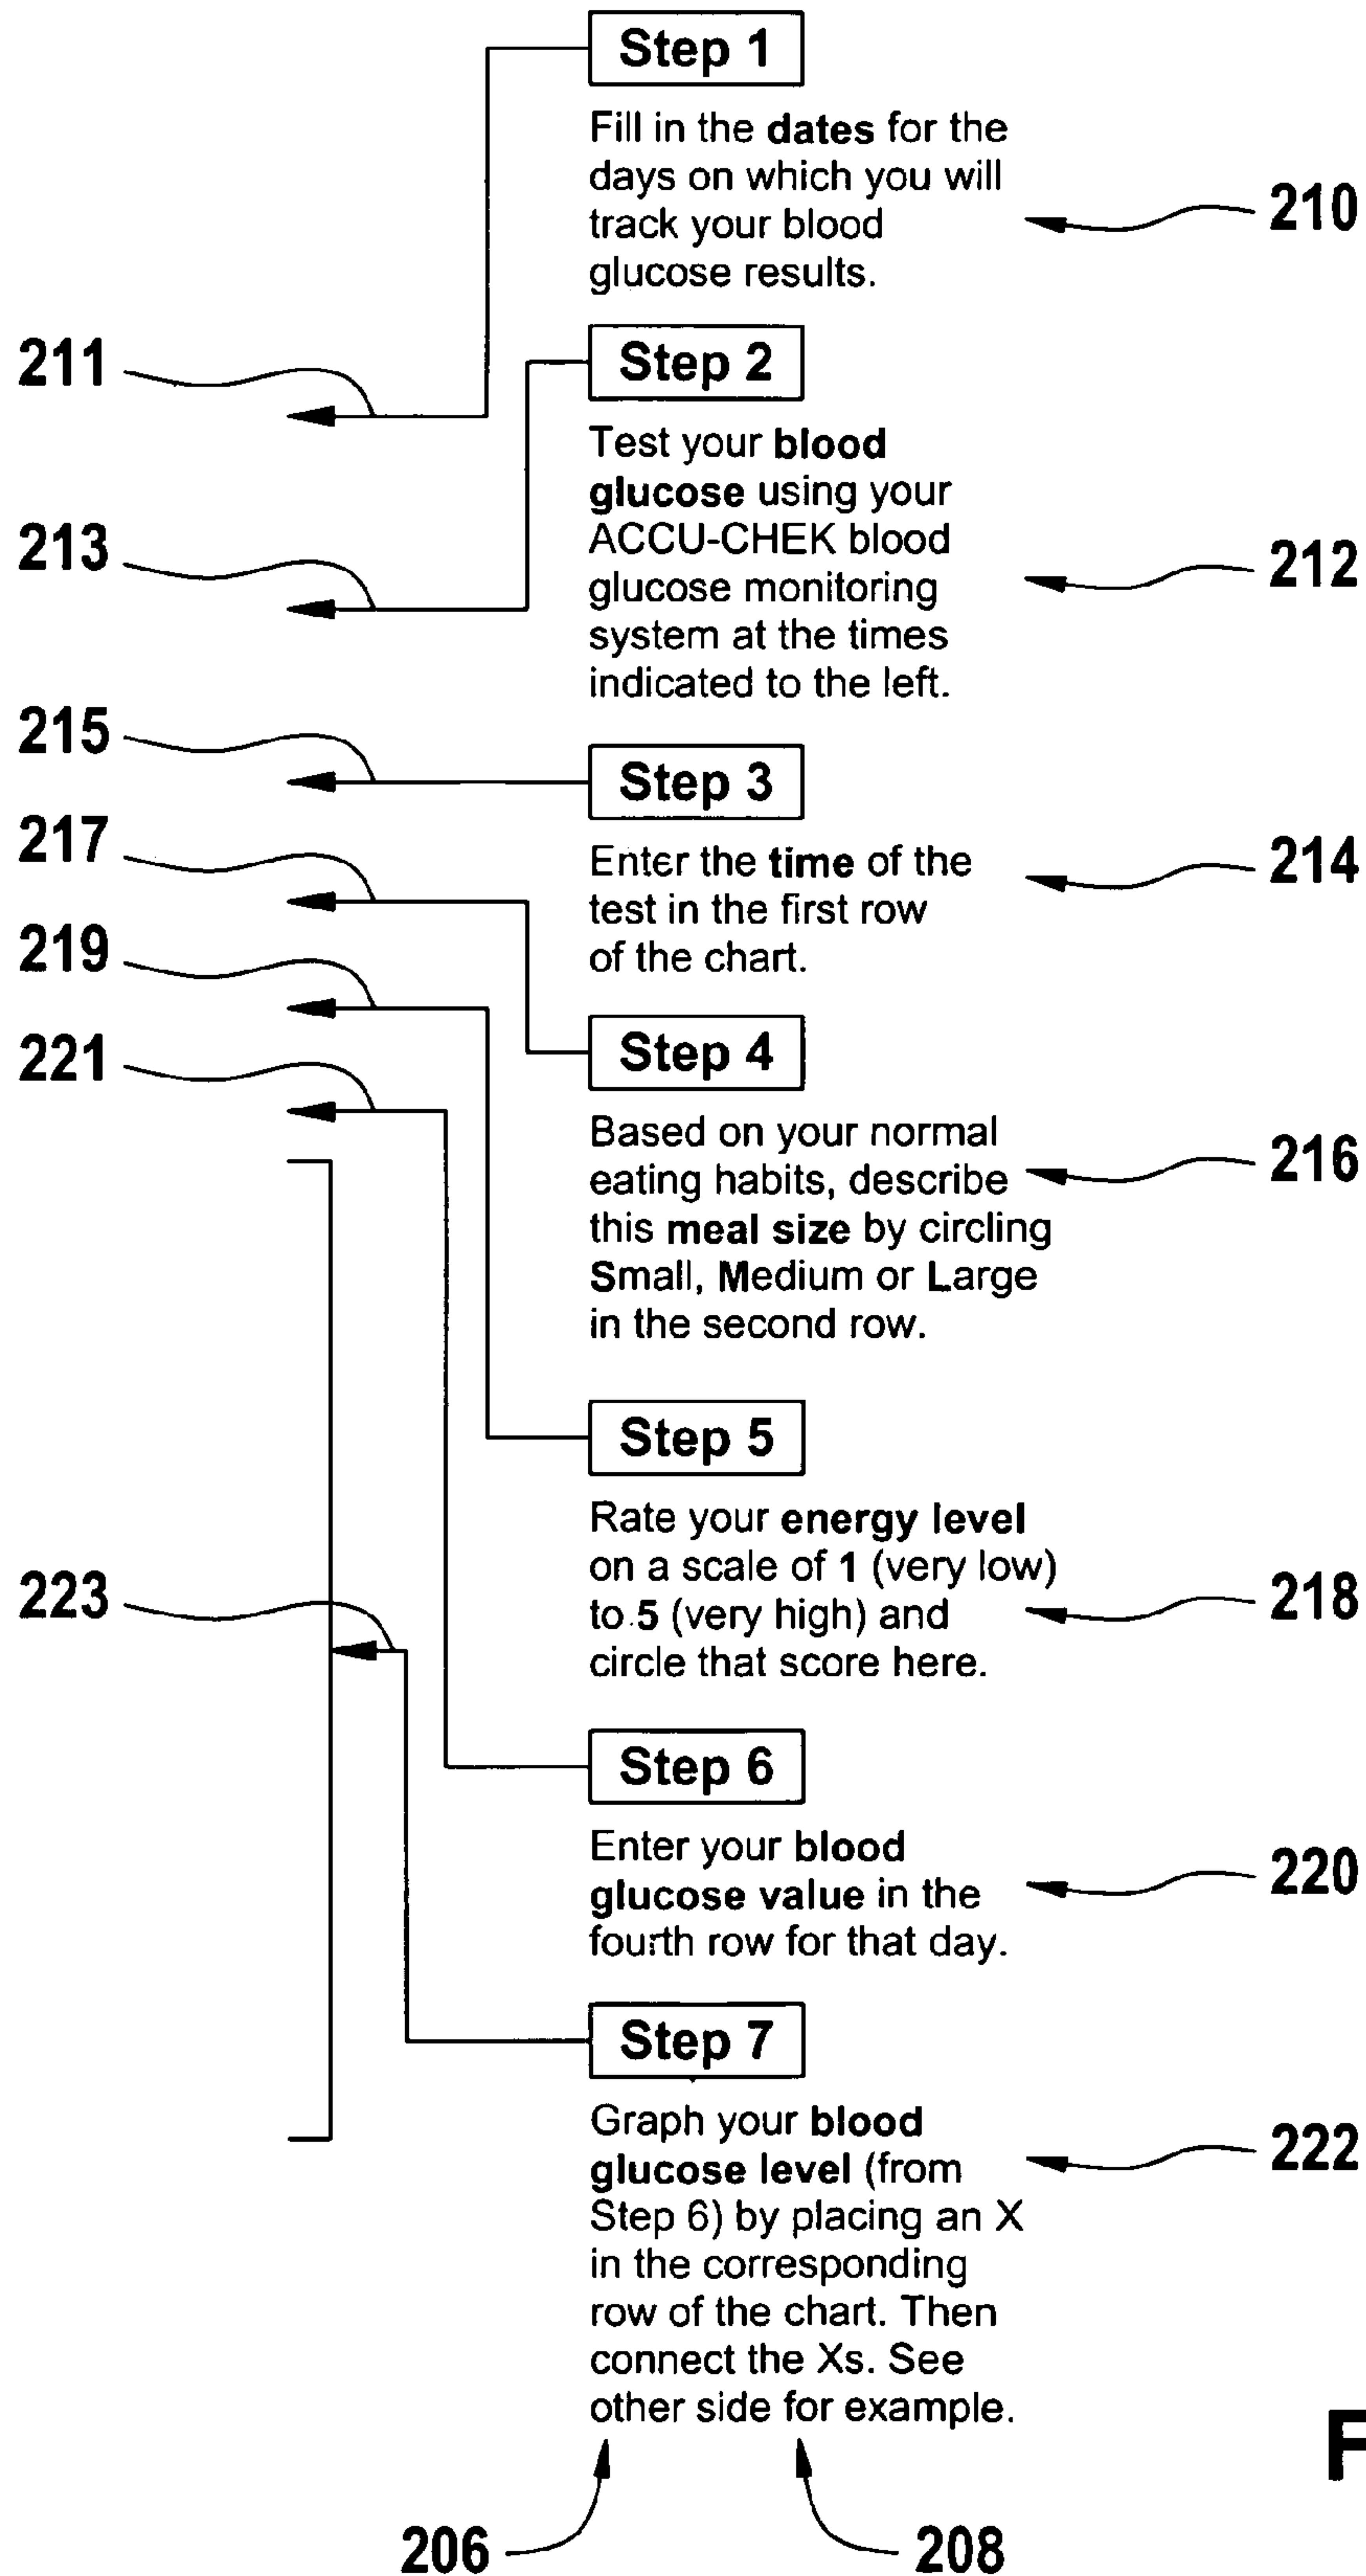 Step 1
Fill in the dates for the
days on which you will
track your blood
glucose results.
210
211
Step 2
Test your blood
glucose using your
ACCU-CHEK blood
glucose monitoring
system at the times
indicated to the left.
213
212
215
Step 3
217
Enter the time of the
test in the first row
of the chart.
214
219
221
Step 4
Based on your normal
eating habits, describe
this meal size by circling
Small, Medium or Large
in the second row.
216
Step 5
Rate your energy level
on a scale of 1 (very low)
to 5 (very high) and
circle that score here.
223
218
Step 6
Enter your blood
glucose value in the
fourth row for that day.
220
Step 7
Graph your blood
glucose level (from
Step 6) by placing an X
in the corresponding
row of the chart. Then
connect the Xs. See
other side for example.
222
F
206
208